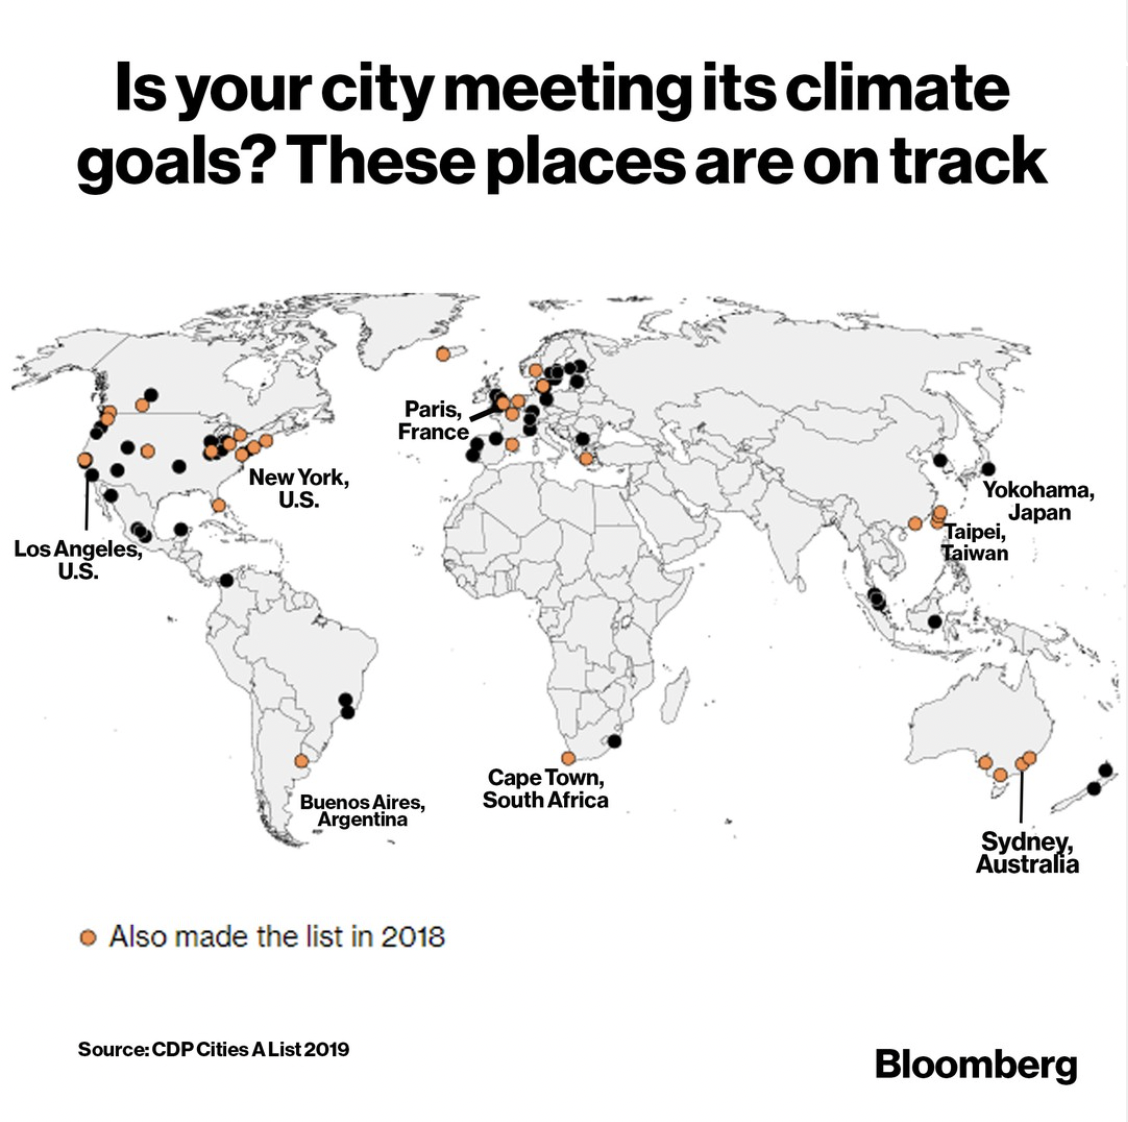 Is your city meeting its climate
goals? These places are on track
Paris,
France
New York,
U.S.
Los Angeles,
U.S.
Yokohama,
Japan
Taipei,
Taiwan
Cape Town,
South Africa
Buenos Aires,
Argentina
Sydney,
Australia
Also made the list in 2018
Source: CDP Cities A List 2019
Bloomberg